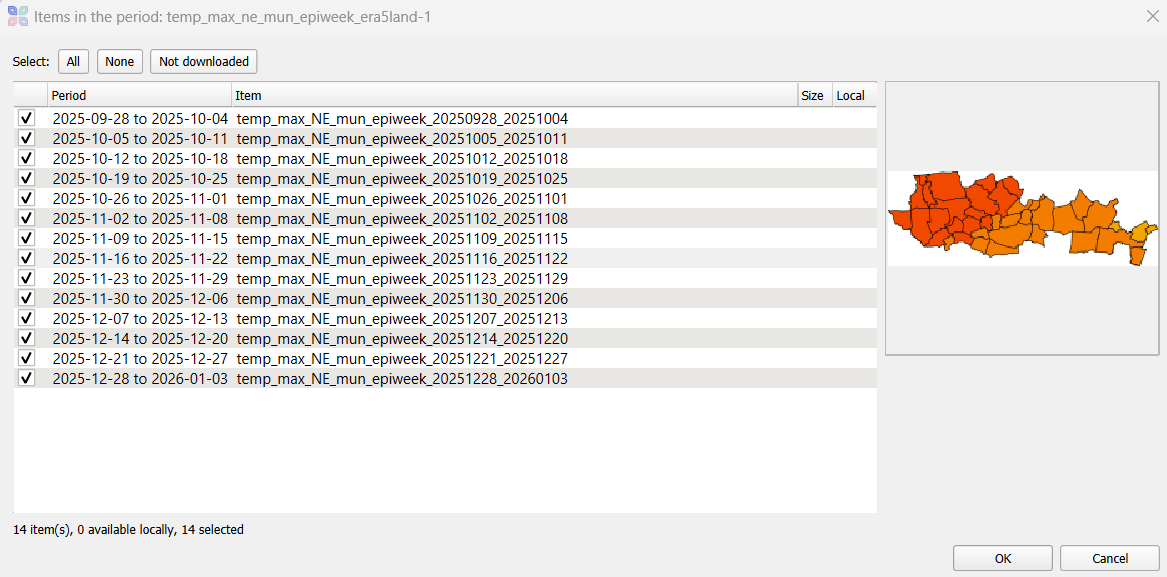 Items in the period: temp_max_ne_mun_epiweek_era5land-1
Select: All None Not downloaded
Period Item Size Local
2025-09-28 to 2025-10-04 temp_max_NE_mun_epiweek_20250928_20251004
2025-10-05 to 2025-10-11 temp_max_NE_mun_epiweek_20251005_20251011
2025-10-12 to 2025-10-18 temp_max_NE_mun_epiweek_20251012_20251018
2025-10-19 to 2025-10-25 temp_max_NE_mun_epiweek_20251019_20251025
2025-10-26 to 2025-11-01 temp_max_NE_mun_epiweek_20251026_20251101
2025-11-02 to 2025-11-08 temp_max_NE_mun_epiweek_20251102_20251108
2025-11-09 to 2025-11-15 temp_max_NE_mun_epiweek_20251109_20251115
2025-11-16 to 2025-11-22 temp_max_NE_mun_epiweek_20251116_20251122
2025-11-23 to 2025-11-29 temp_max_NE_mun_epiweek_20251123_20251129
2025-11-30 to 2025-12-06 temp_max_NE_mun_epiweek_20251130_20251206
2025-12-07 to 2025-12-13 temp_max_NE_mun_epiweek_20251207_20251213
2025-12-14 to 2025-12-20 temp_max_NE_mun_epiweek_20251214_20251220
2025-12-21 to 2025-12-27 temp_max_NE_mun_epiweek_20251221_20251227
2025-12-28 to 2026-01-03 temp_max_NE_mun_epiweek_20251228_20260103
14 item(s), 0 available locally, 14 selected
OK Cancel